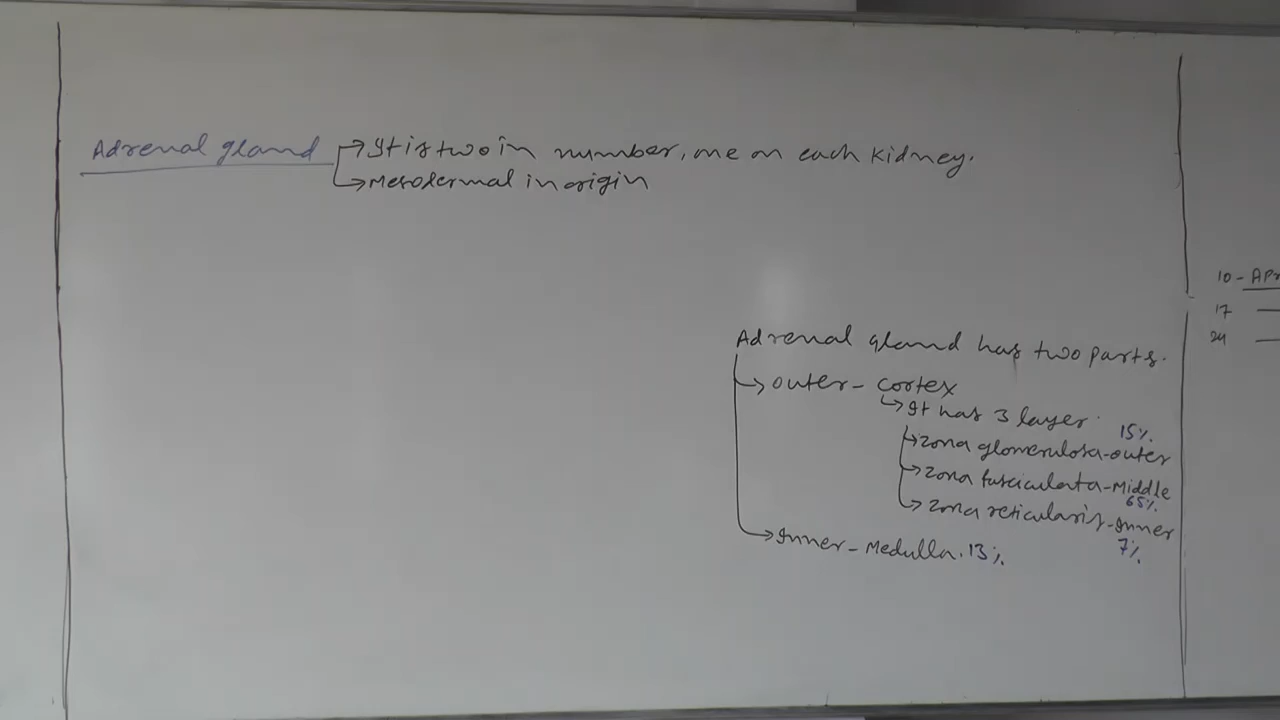 Adrenal gland →It is two in number, one on each kidney.
→Mesodermal in origin
Adrenal gland has two parts.
→outer- cortex
→It has 3 layer.
15%.
→zona glomerulosa-outer
→zona fasciculata-Middle
65%.
→zona reticularis-Inner
7%.
→Inner-Medulla. 13%.
10-Apr
17 —
24 —